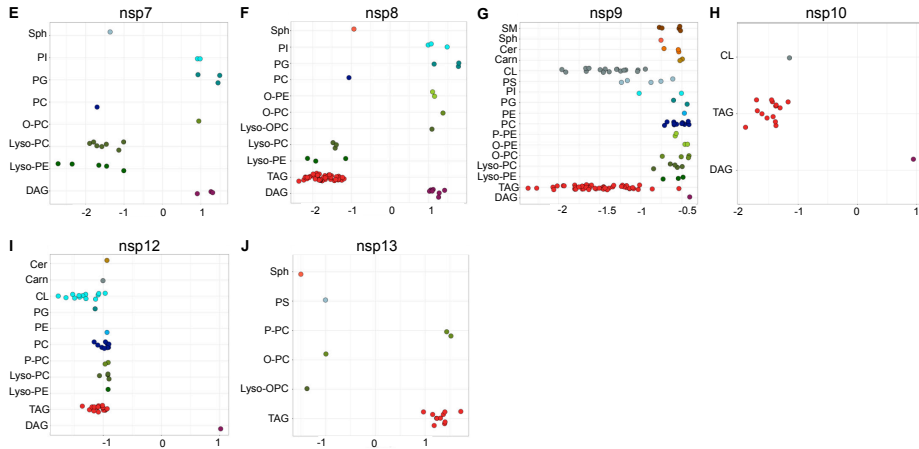 E nsp7
Sph
PI
PG
PC
O-PC
Lyso-PC
Lyso-PE
DAG
-2 -1 0 1
F nsp8
Sph
PI
PG
PC
O-PE
O-PC
Lyso-OPC
Lyso-PC
Lyso-PE
TAG
DAG
-2 -1 0 1
G nsp9
SM
Sph
Cer
Carn
CL
PS
PI
PG
PE
PC
P-PE
O-PE
O-PC
Lyso-PC
Lyso-PE
TAG
DAG
-2 -1.5 -1 -0.5
H nsp10
CL
TAG
DAG
-2 -1 0 1
I nsp12
Cer
Carn
CL
PG
PE
PC
P-PC
Lyso-PC
Lyso-PE
TAG
DAG
-1 0 1
J nsp13
Sph
PS
P-PC
O-PC
Lyso-OPC
TAG
-1 0 1